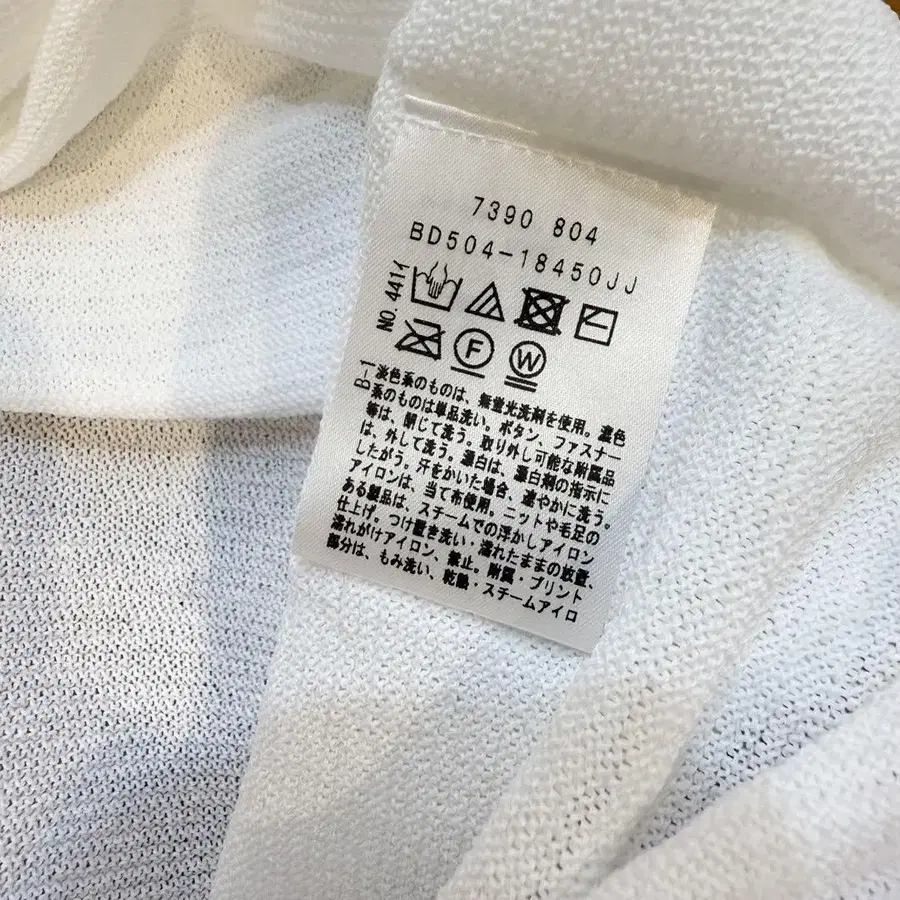 7390 804
BD504-18450JJ
NO.441イ
F
W
B-1
淡色系のものは、無蛍光洗剤を使用。濃色
系のものは単品洗い。ボタン、ファスナー
等は、閉じて洗う。取り外し可能な附属品
は、外して洗う。漂白は、漂白剤の指示に
したがう。汗をかいた場合、速やかに洗う。
アイロンは、当て布使用。ニットや毛足の
ある製品は、スチームでの浮かしアイロン
仕上げ。つけ置き洗い・濡れたままの放置、
濡れがけアイロン、禁止。附属・プリント
部分は、もみ洗い、乾熱・スチームアイロ